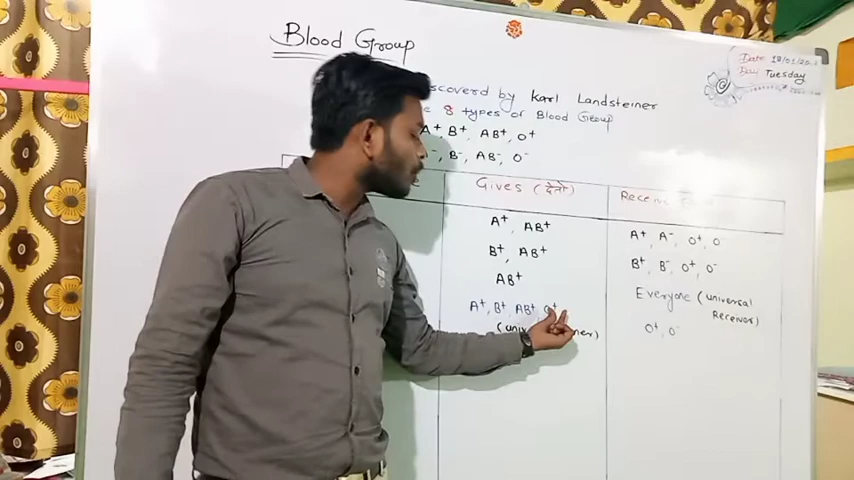 Blood Group
Date 18/01/20
Day Tuesday
discoverd by Karl Landsteiner
8 types of Blood Group
A+, B+, AB+, O+
B-, AB-, O-
Gives (देतो)
A+, AB+
A+, A-, O+, O-
B+, AB+
B+, B-, O+, O-
AB+
Everyone (universal
Receiver)
A+, B+, AB+, O+
O+, O-